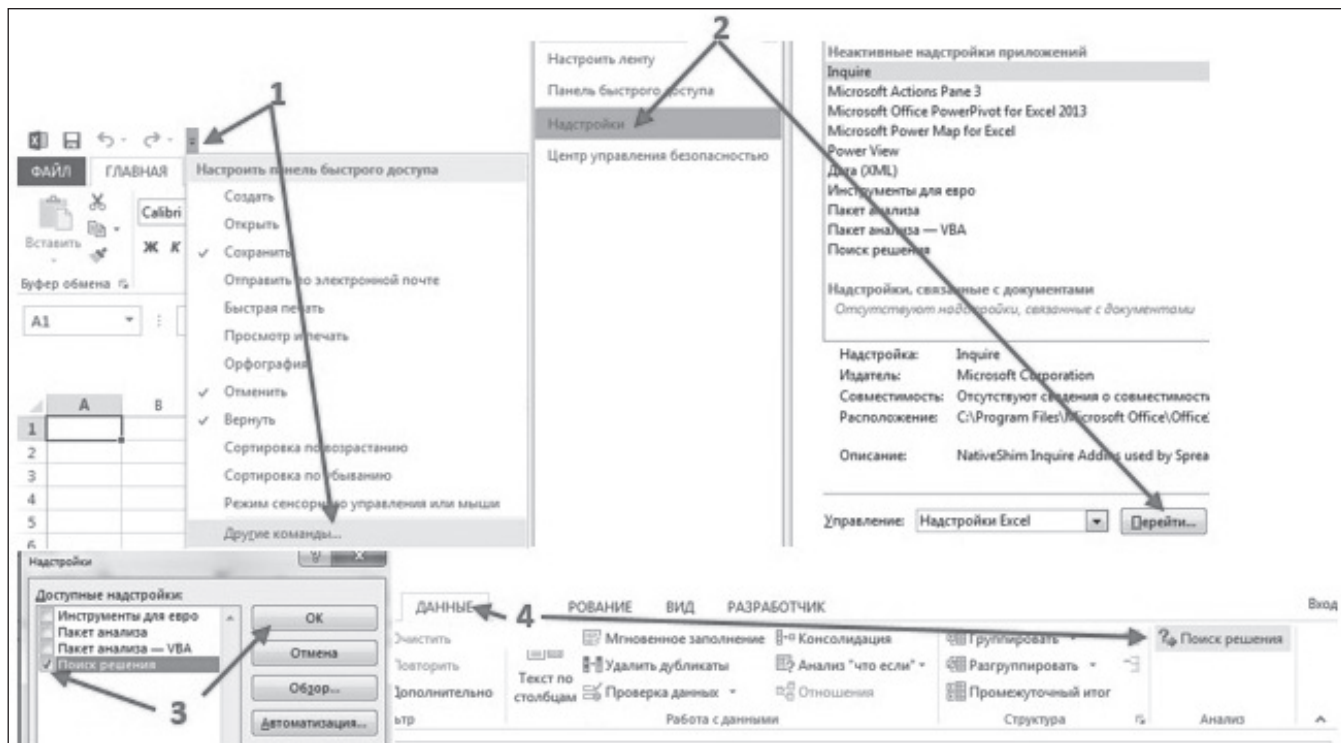 1
ФАЙЛ ГЛАВНАЯ
Вставить
Calibri
Ж К
Буфер обмена
A1
A B
1
2
3
4
5
6
Настроить панель быстрого доступа
Создать
Открыть
Сохранить
Отправить по электронной почте
Быстрая печать
Просмотр и печать
Орфография
Отменить
Вернуть
Сортировка по возрастанию
Сортировка по убыванию
Режим сенсорного управления или мыши
Другие команды...
2
Настроить ленту
Панель быстрого доступа
Надстройки
Центр управления безопасностью
Неактивные надстройки приложений
Inquire
Microsoft Actions Pane 3
Microsoft Office PowerPivot for Excel 2013
Microsoft Power Map for Excel
Power View
Дата (XML)
Инструменты для евро
Пакет анализа
Пакет анализа — VBA
Поиск решения
Надстройки, связанные с документами
Отсутствуют надстройки, связанные с документами
Надстройка: Inquire
Издатель: Microsoft Corporation
Совместимость: Отсутствуют сведения о совместимости
Расположение: C:\Program Files\Microsoft Office\Office
Описание: NativeShim Inquire Addins used by Sprea
Управление: Надстройки Excel Перейти...
Надстройки
Доступные надстройки:
Инструменты для евро
Пакет анализа
Пакет анализа — VBA
Поиск решения
OK
Отмена
Обзор...
Автоматизация...
3
ДАННЫЕ 4 РОВАНИЕ ВИД РАЗРАБОТЧИК Вход
Очистить
Повторить
Дополнительно
ьтр
Текст по
столбцам
Мгновенное заполнение
Удалить дубликаты
Проверка данных
Консолидация
Анализ "что если"
Отношения
Работа с данными
Группировать
Разгруппировать
Промежуточный итог
Структура
Поиск решения
Анализ